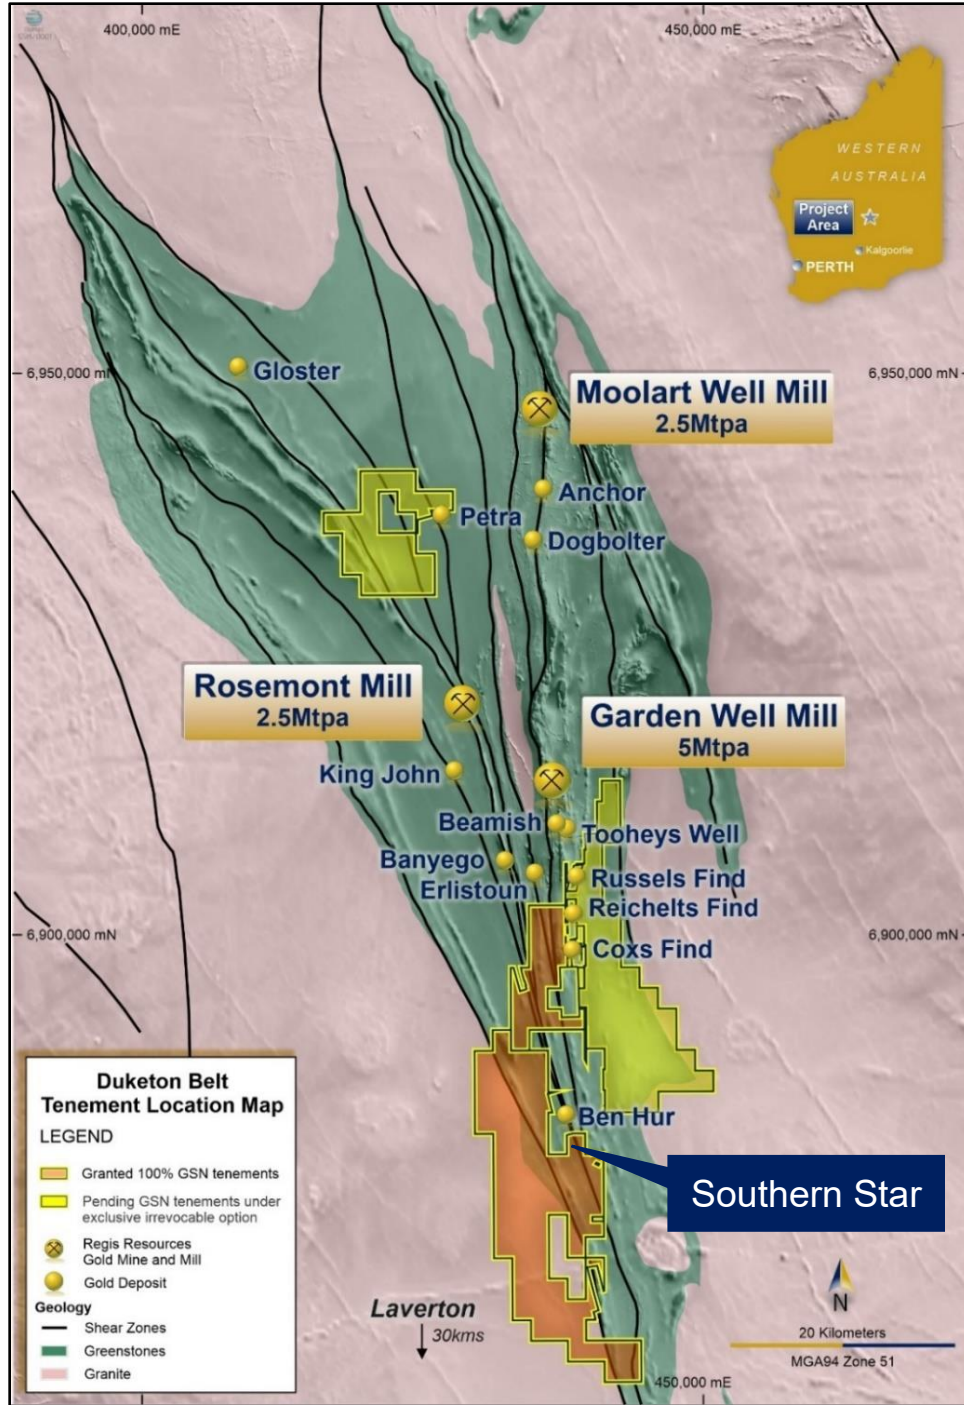 400,000 mE
450,000 mE
WESTERN
AUSTRALIA
Project
Area
Kalgoorlie
PERTH
6,950,000 mN
6,950,000 mN
Gloster
Moolart Well Mill
2.5Mtpa
Anchor
Petra
Dogbolter
Rosemont Mill
2.5Mtpa
Garden Well Mill
5Mtpa
King John
Beamish
Tooheys Well
Banyego
Erlistoun
Russels Find
Reichelts Find
6,900,000 mN
6,900,000 mN
Coxs Find
Ben Hur
Southern Star
Duketon Belt
Tenement Location Map
LEGEND
Granted 100% GSN tenements
Pending GSN tenements under
exclusive irrevocable option
Regis Resources
Gold Mine and Mill
Gold Deposit
Geology
Shear Zones
Greenstones
Granite
Laverton
30kms
N
20 Kilometers
MGA94 Zone 51
450,000 mE